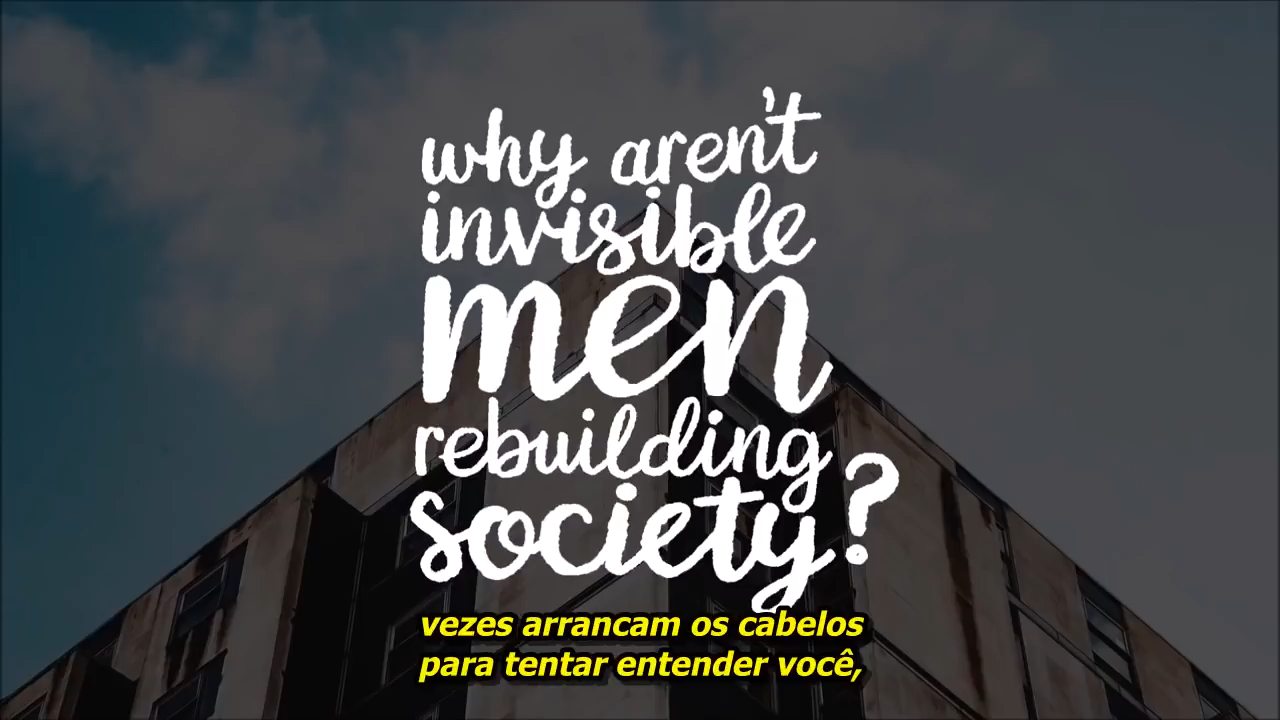 why aren't
invisible
men
rebuilding
society?
vezes arrancam os cabelos
para tentar entender você,